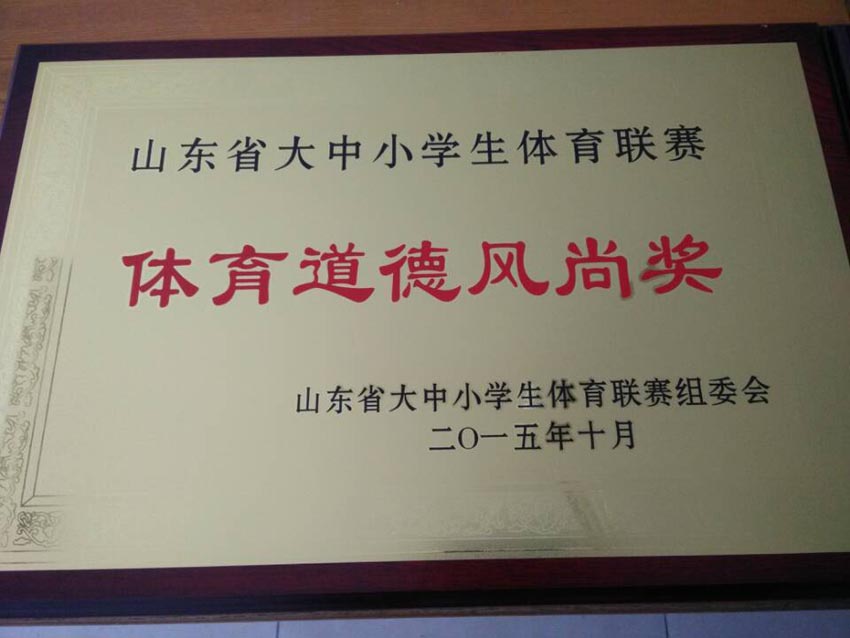 山东省大中小学生体育联赛
体育道德风尚奖
山东省大中小学生体育联赛组委会
二O一五年十月